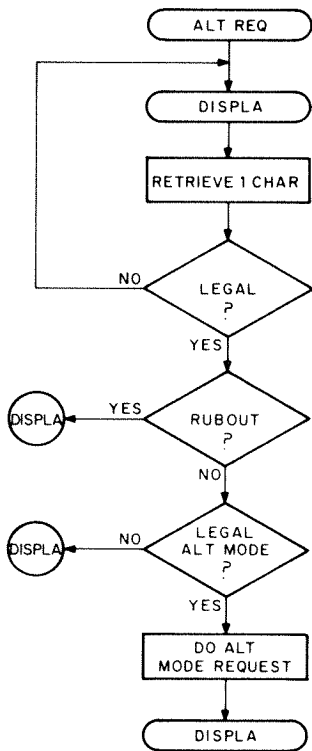 ALT REQ
DISPLA
RETRIEVE 1 CHAR
NO
LEGAL
?
YES
DISPLA
YES
RUBOUT
?
NO
DISPLA
NO
LEGAL
ALT MODE
?
YES
DO ALT
MODE REQUEST
DISPLA